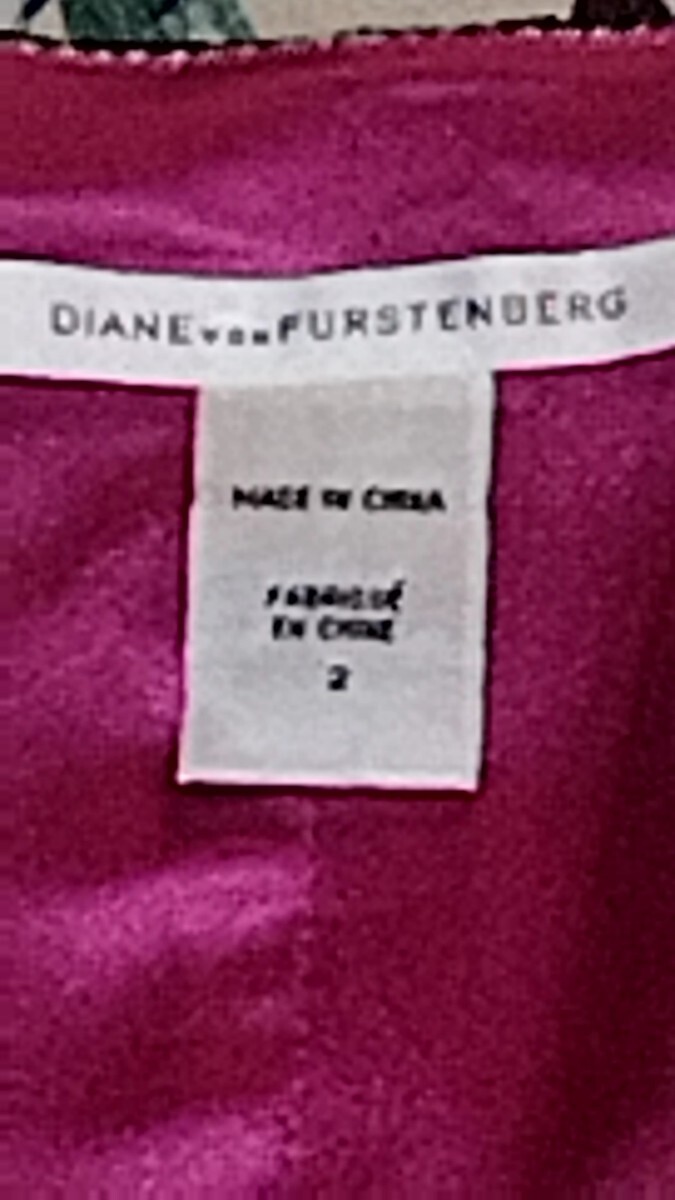 DIANE von FURSTENBERG
MADE IN CHINA
FABRIQUÉ
EN CHINE
2